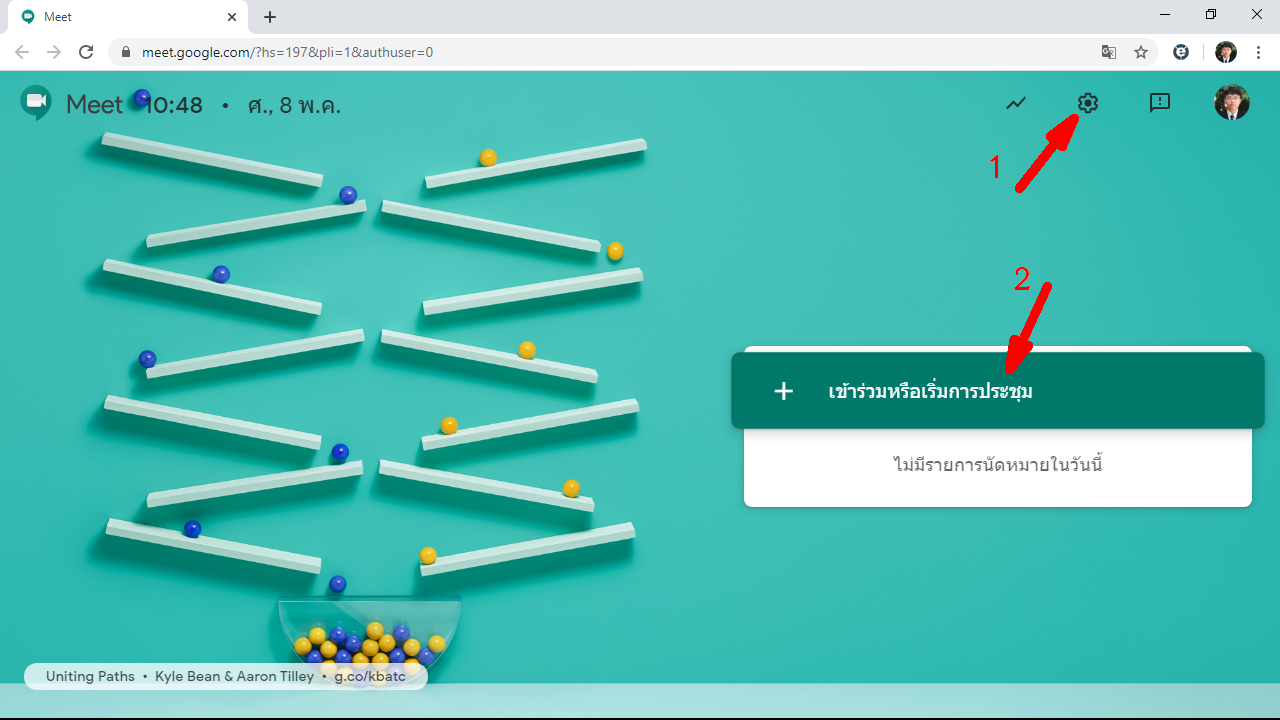 Meet
meet.google.com/?hs=197&pli=1&authuser=0
Meet 10:48 • ศ., 8 พ.ค.
1
2
เข้าร่วมหรือเริ่มการประชุม
ไม่มีรายการนัดหมายในวันนี้
Uniting Paths • Kyle Bean & Aaron Tilley • g.co/kbatc